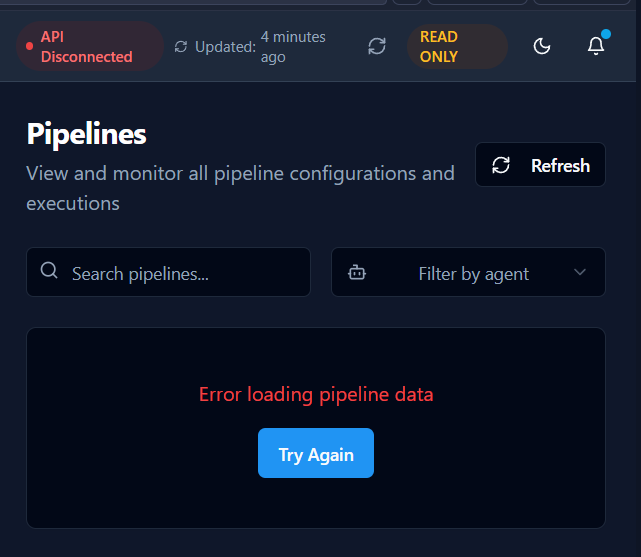 API
Disconnected
Updated: 4 minutes
ago
READ
ONLY
Pipelines
View and monitor all pipeline configurations and
executions
Refresh
Search pipelines...
Filter by agent
Error loading pipeline data
Try Again